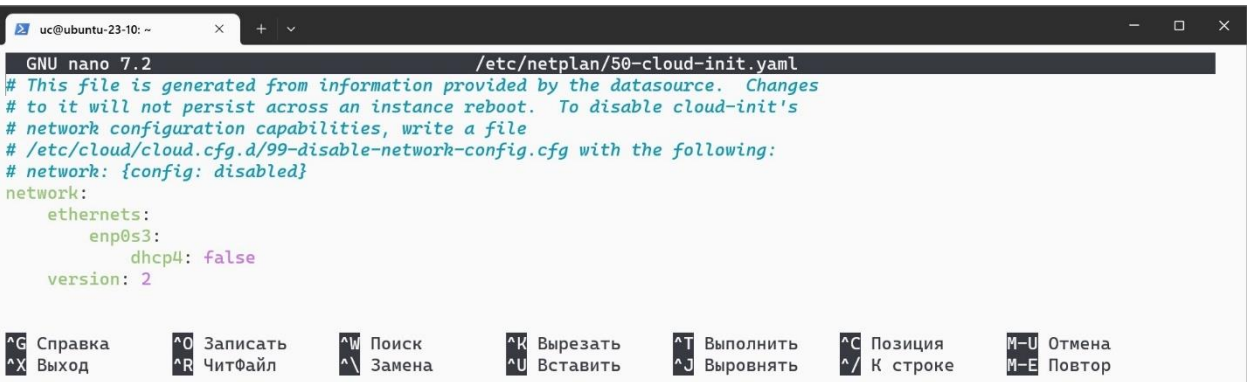 uc@ubuntu-23-10: ~
GNU nano 7.2 /etc/netplan/50-cloud-init.yaml
# This file is generated from information provided by the datasource.  Changes
# to it will not persist across an instance reboot.  To disable cloud-init's
# network configuration capabilities, write a file
# /etc/cloud/cloud.cfg.d/99-disable-network-config.cfg with the following:
# network: {config: disabled}
network:
    ethernets:
        enp0s3:
            dhcp4: false
    version: 2
^G Справка ^O Записать ^W Поиск ^K Вырезать ^T Выполнить ^C Позиция M-U Отмена
^X Выход ^R ЧитФайл ^\ Замена ^U Вставить ^J Выровнять ^/ К строке M-E Повтор